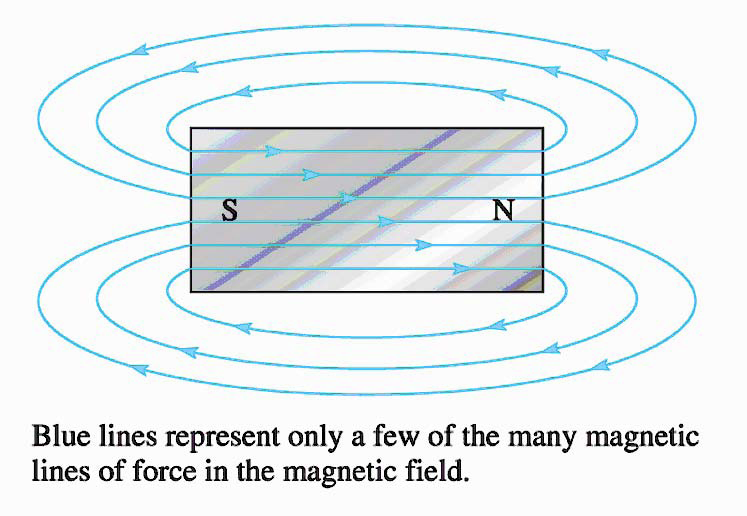 S N
Blue lines represent only a few of the many magnetic
lines of force in the magnetic field.